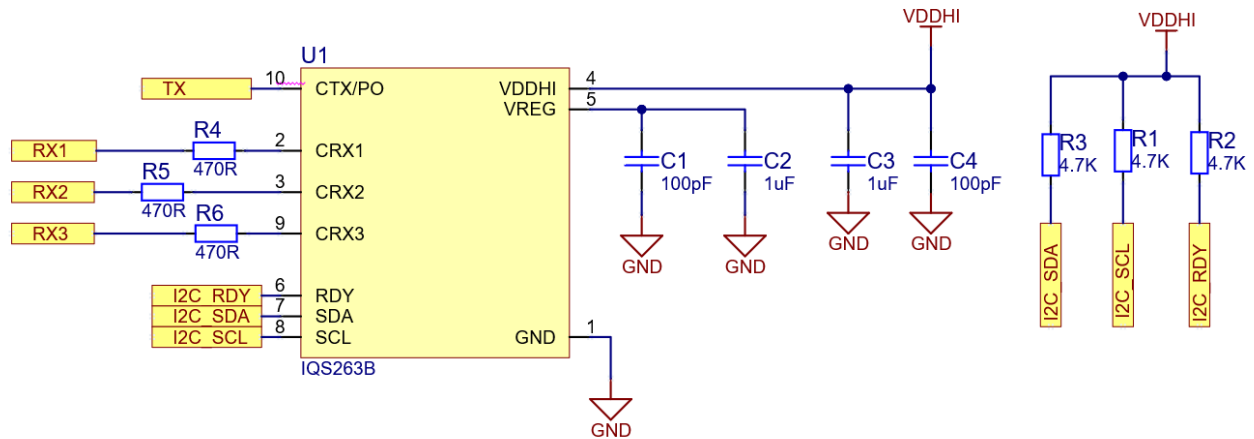 VDDHI
VDDHI
U1
TX
10
CTX/PO
VDDHI
4
VREG
5
RX1
R4
470R
2
CRX1
RX2
R5
470R
3
CRX2
RX3
R6
470R
9
CRX3
C1
100pF
C2
1uF
C3
1uF
C4
100pF
GND
GND
GND
GND
R3
4.7K
R1
4.7K
R2
4.7K
I2C_SDA
I2C_SCL
I2C_RDY
I2C_RDY
6
RDY
I2C_SDA
7
SDA
I2C_SCL
8
SCL
GND
1
IQS263B
GND